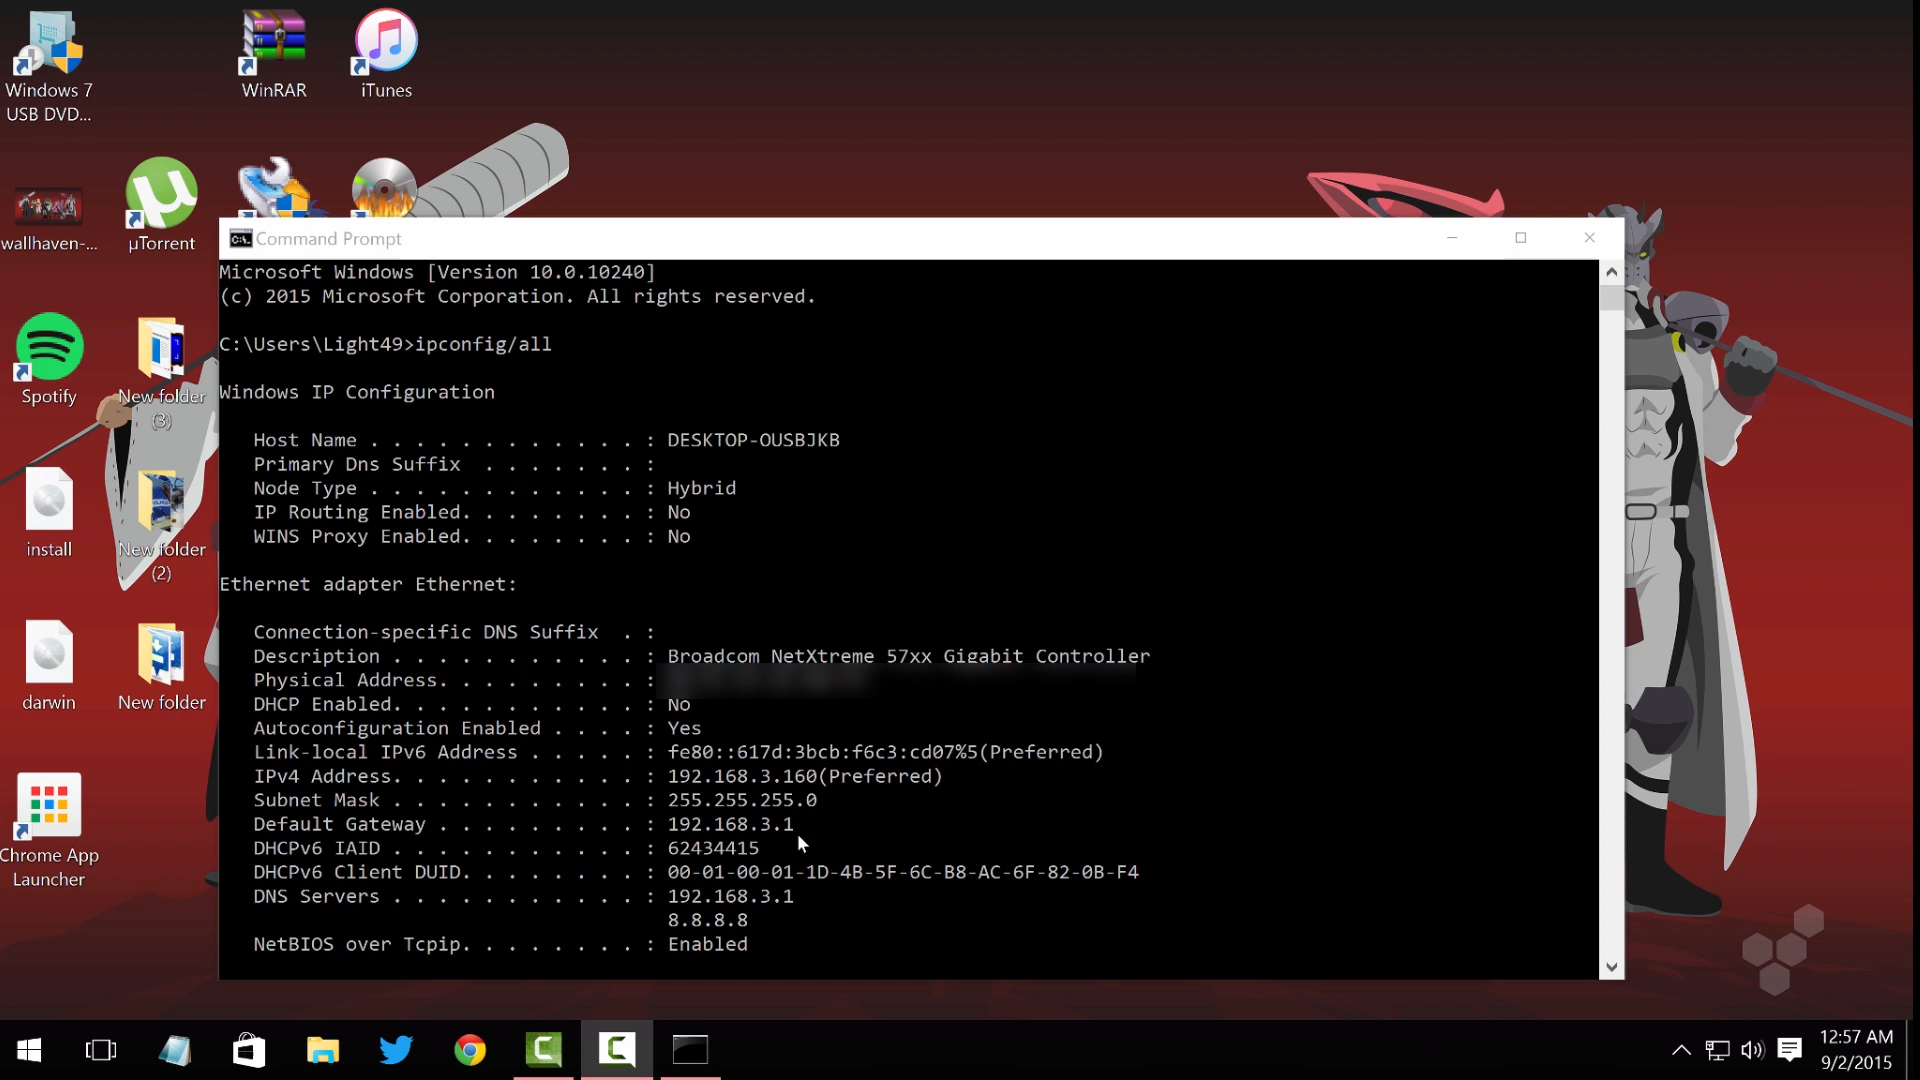 Windows 7
USB DVD...
WinRAR
iTunes
wallhaven-...
µTorrent
Spotify
New folder
(3)
install
New folder
(2)
darwin
New folder
Chrome App
Launcher
Command Prompt
Microsoft Windows [Version 10.0.10240]
(c) 2015 Microsoft Corporation. All rights reserved.
C:\Users\Light49>ipconfig/all
Windows IP Configuration
Host Name . . . . . . . . . . . . : DESKTOP-OUSBJKB
Primary Dns Suffix  . . . . . . . :
Node Type . . . . . . . . . . . . : Hybrid
IP Routing Enabled. . . . . . . . : No
WINS Proxy Enabled. . . . . . . . : No
Ethernet adapter Ethernet:
Connection-specific DNS Suffix  . :
Description . . . . . . . . . . . : Broadcom NetXtreme 57xx Gigabit Controller
Physical Address. . . . . . . . . :
DHCP Enabled. . . . . . . . . . . : No
Autoconfiguration Enabled . . . . : Yes
Link-local IPv6 Address . . . . . : fe80::617d:3bcb:f6c3:cd07%5(Preferred)
IPv4 Address. . . . . . . . . . . : 192.168.3.160(Preferred)
Subnet Mask . . . . . . . . . . . : 255.255.255.0
Default Gateway . . . . . . . . . : 192.168.3.1
DHCPv6 IAID . . . . . . . . . . . : 62434415
DHCPv6 Client DUID. . . . . . . . : 00-01-00-01-1D-4B-5F-6C-B8-AC-6F-82-0B-F4
DNS Servers . . . . . . . . . . . : 192.168.3.1
8.8.8.8
NetBIOS over Tcpip. . . . . . . . : Enabled
12:57 AM
9/2/2015